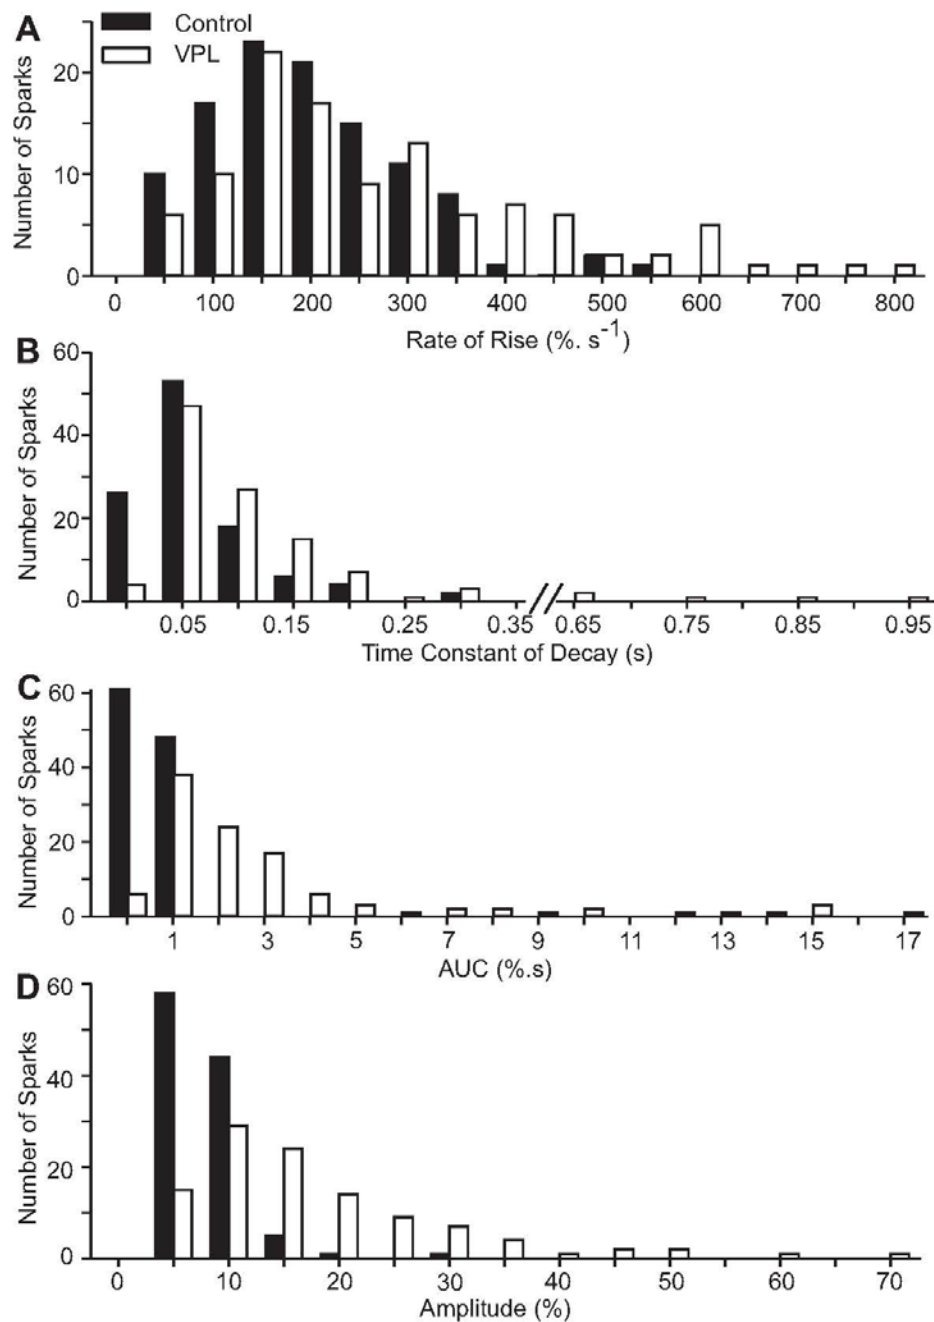 A
Control
VPL
Number of Sparks
20
10
0
0 100 200 300 400 500 600 700 800
Rate of Rise (%. s-1)
B
Number of Sparks
60
40
20
0
0.05 0.15 0.25 0.35 0.65 0.75 0.85 0.95
Time Constant of Decay (s)
C
Number of Sparks
60
40
20
0
1 3 5 7 9 11 13 15 17
AUC (%.s)
D
Number of Sparks
60
40
20
0
0 10 20 30 40 50 60 70
Amplitude (%)